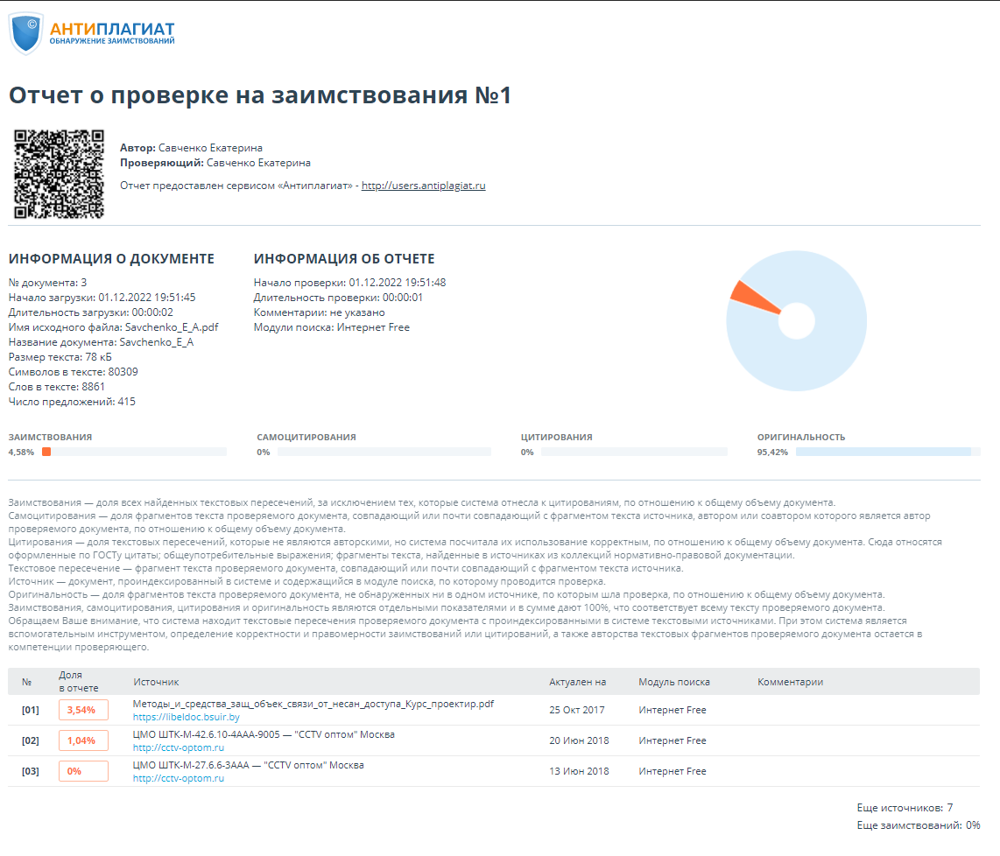 ©
АНТИПЛАГИАТ
ОБНАРУЖЕНИЕ ЗАИМСТВОВАНИЙ
Отчет о проверке на заимствования №1
Автор: Савченко Екатерина
Проверяющий: Савченко Екатерина
Отчет предоставлен сервисом «Антиплагиат» - http://users.antiplagiat.ru
ИНФОРМАЦИЯ О ДОКУМЕНТЕ
№ документа: 3
Начало загрузки: 01.12.2022 19:51:45
Длительность загрузки: 00:00:02
Имя исходного файла: Savchenko_E_A.pdf
Название документа: Savchenko_E_A
Размер текста: 78 кБ
Cимволов в тексте: 80309
Слов в тексте: 8861
Число предложений: 415
ИНФОРМАЦИЯ ОБ ОТЧЕТЕ
Начало проверки: 01.12.2022 19:51:48
Длительность проверки: 00:00:01
Комментарии: не указано
Модули поиска: Интернет Free
ЗАИМСТВОВАНИЯ
4,58%
САМОЦИТИРОВАНИЯ
0%
ЦИТИРОВАНИЯ
0%
ОРИГИНАЛЬНОСТЬ
95,42%
Заимствования — доля всех найденных текстовых пересечений, за исключением тех, которые система отнесла к цитированиям, по отношению к общему объему документа.
Самоцитирования — доля фрагментов текста проверяемого документа, совпадающий или почти совпадающий с фрагментом текста источника, автором или соавтором которого является автор
проверяемого документа, по отношению к общему объему документа.
Цитирования — доля текстовых пересечений, которые не являются авторскими, но система посчитала их использование корректным, по отношению к общему объему документа. Сюда относятся
оформленные по ГОСТу цитаты; общеупотребительные выражения; фрагменты текста, найденные в источниках из коллекций нормативно-правовой документации.
Текстовое пересечение — фрагмент текста проверяемого документа, совпадающий или почти совпадающий с фрагментом текста источника.
Источник — документ, проиндексированный в системе и содержащийся в модуле поиска, по которому проводится проверка.
Оригинальность — доля фрагментов текста проверяемого документа, не обнаруженных ни в одном источнике, по которым шла проверка, по отношению к общему объему документа.
Заимствования, самоцитирования, цитирования и оригинальность являются отдельными показателями и в сумме дают 100%, что соответствует всему тексту проверяемого документа.
Обращаем Ваше внимание, что система находит текстовые пересечения проверяемого документа с проиндексированными в системе текстовыми источниками. При этом система является
вспомогательным инструментом, определение корректности и правомерности заимствований или цитирований, а также авторства текстовых фрагментов проверяемого документа остается в
компетенции проверяющего.
№ Доля в отчете Источник Актуален на Модуль поиска Комментарии
[01] 3,54% Методы_и_средства_защ_объек_связи_от_несан_доступа_Курс_проектир.pdf 25 Окт 2017 Интернет Free
https://libeldoc.bsuir.by
[02] 1,04% ЦМО ШТК-М-42.6.10-4ААА-9005 — "CCTV оптом" Москва 20 Июн 2018 Интернет Free
http://cctv-optom.ru
[03] 0% ЦМО ШТК-М-27.6.6-3ААА — "CCTV оптом" Москва 13 Июн 2018 Интернет Free
http://cctv-optom.ru
Еще источников: 7
Еще заимствований: 0%